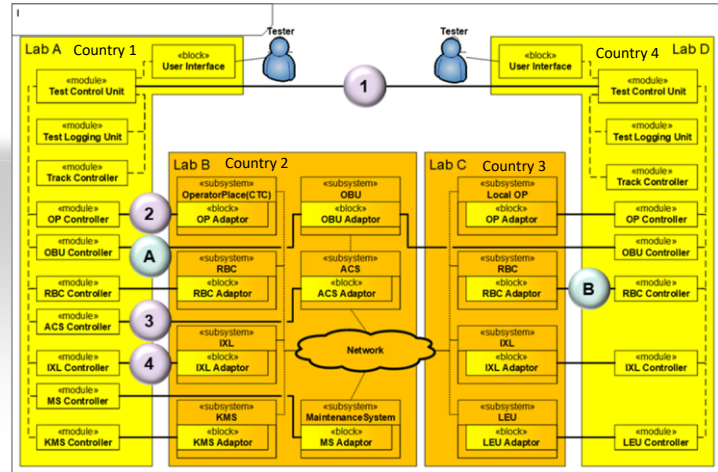 Tester
Tester
Lab A
Country 1
Country 4
Lab D
«block»
User Interface
«block»
User Interface
«module»
Test Control Unit
1
«module»
Test Control Unit
«module»
Test Logging Unit
«module»
Test Logging Unit
«module»
Track Controller
«module»
Track Controller
Lab B
Country 2
Lab C
Country 3
«module»
OP Controller
2
«subsystem»
OperatorPlace(CTC)
«block»
OP Adaptor
«subsystem»
OBU
«block»
OBU Adaptor
«subsystem»
Local OP
«block»
OP Adaptor
«module»
OP Controller
«module»
OBU Controller
A
«module»
OBU Controller
«module»
RBC Controller
«subsystem»
RBC
«block»
RBC Adaptor
«subsystem»
ACS
«block»
ACS Adaptor
«subsystem»
RBC
«block»
RBC Adaptor
B
«module»
RBC Controller
«module»
ACS Controller
3
«module»
IXL Controller
4
«subsystem»
IXL
«block»
IXL Adaptor
Network
«subsystem»
IXL
«block»
IXL Adaptor
«module»
IXL Controller
«module»
MS Controller
«module»
KMS Controller
«subsystem»
KMS
«block»
KMS Adaptor
«subsystem»
MaintenanceSystem
«block»
MS Adaptor
«subsystem»
LEU
«block»
LEU Adaptor
«module»
LEU Controller